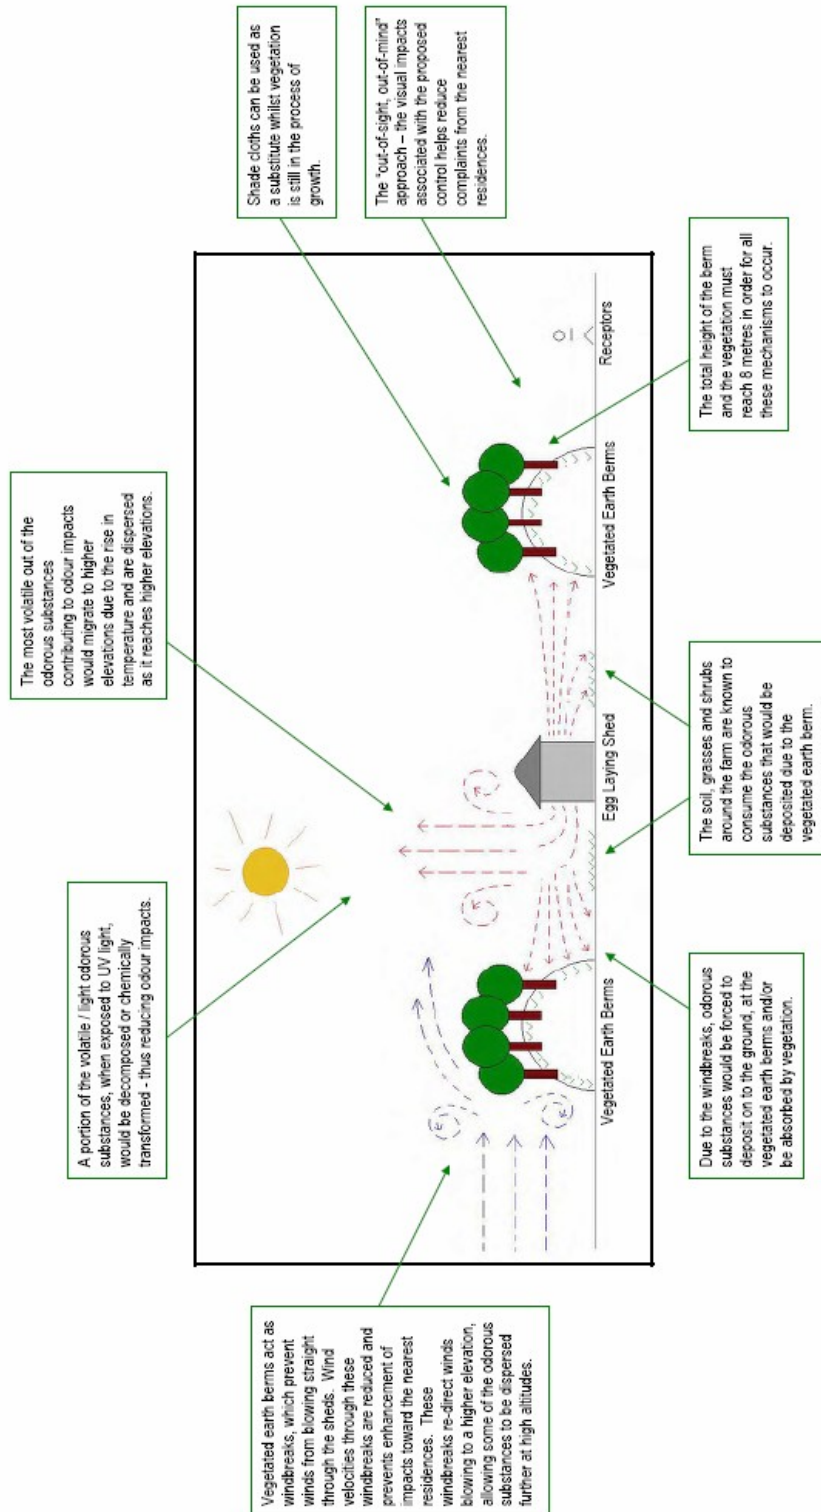 Vegetated earth berms act as
windbreaks, which prevent
winds from blowing straight
through the sheds. Wind
velocities through these
windbreaks are reduced and
prevents enhancement of
impacts toward the nearest
residences. These
windbreaks re-direct winds
blowing to a higher elevation,
allowing some of the odorous
substances to be dispersed
further at high altitudes.
A portion of the volatile / light odorous
substances, when exposed to UV light,
would be decomposed or chemically
transformed - thus reducing odour impacts.
The most volatile out of the
odorous substances
contributing to odour impacts
would migrate to higher
elevations due to the rise in
temperature and are dispersed
as it reaches higher elevations.
Shade cloths can be used as
a substitute whilst vegetation
is still in the process of
growth.
The "out-of-sight, out-of-mind"
approach – the visual impacts
associated with the proposed
control helps reduce
complaints from the nearest
residences.
Vegetated Earth Berms
Egg Laying Shed
Vegetated Earth Berms
Receptors
Due to the windbreaks, odorous
substances would be forced to
deposit on to the ground, at the
vegetated earth berms and/or
be absorbed by vegetation.
The soil, grasses and shrubs
around the farm are known to
consume the odorous
substances that would be
deposited due to the
vegetated earth berm.
The total height of the berm
and the vegetation must
reach 8 metres in order for all
these mechanisms to occur.